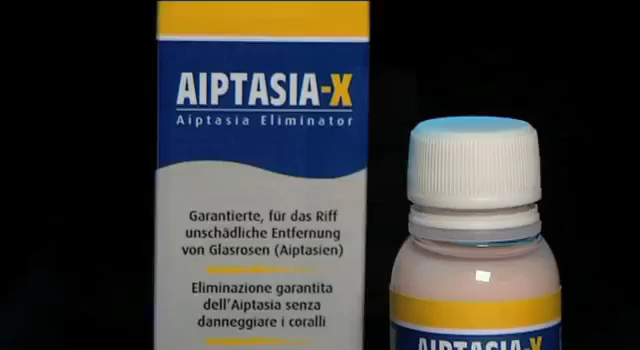 AIPTASIA-X
Aiptasia Eliminator
Garantierte, für das Riff
unschädliche Entfernung
von Glasrosen (Aiptasien)
Eliminazione garantita
dell'Aiptasia senza
danneggiare i coralli
AIPTASIA-X